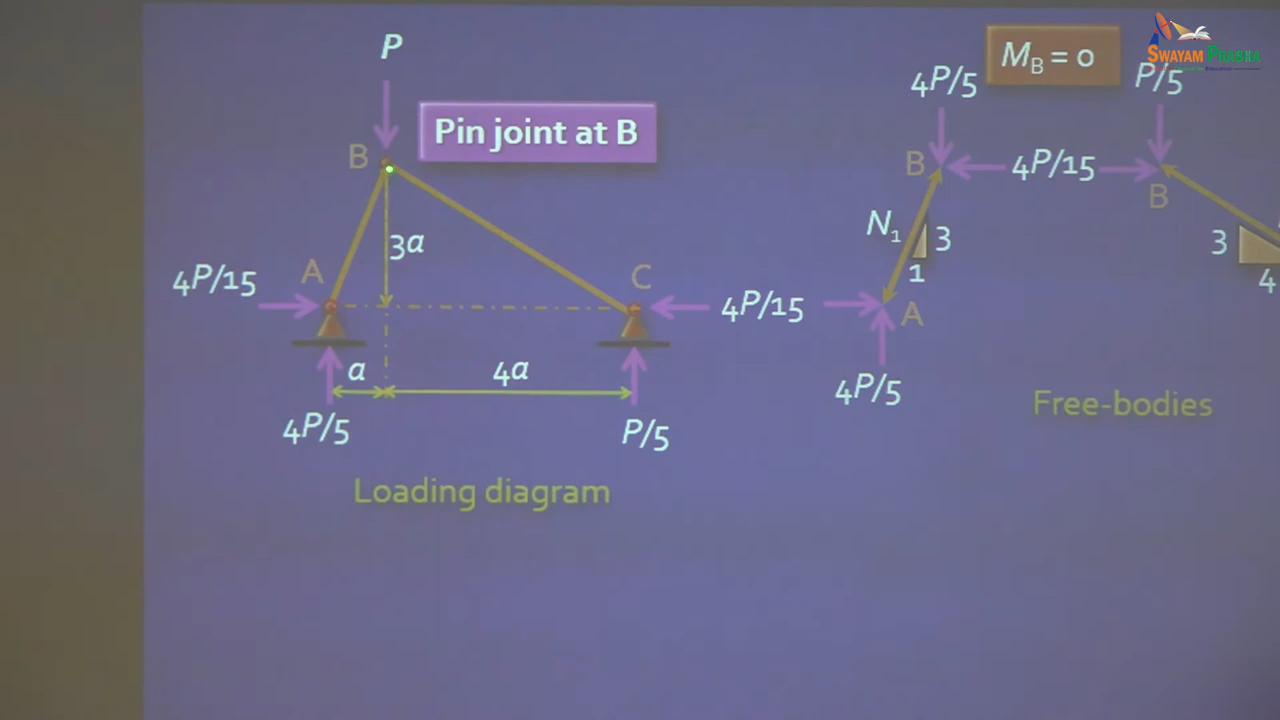 P
Pin joint at B
B
3a
A
C
4P/15
4P/15
a
4a
4P/5
P/5
Loading diagram
M_B = 0
SWAYAM PRABHA
4P/5
P/5
B
4P/15
B
N₁
3
1
3
4
A
4P/5
Free-bodies